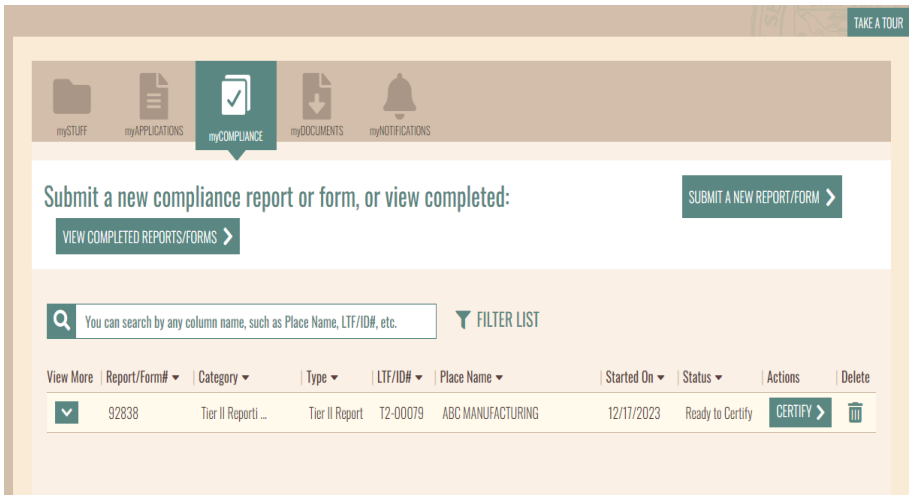 TAKE A TOUR
mySTUFF myAPPLICATIONS myCOMPLIANCE myDOCUMENTS myNOTIFICATIONS
Submit a new compliance report or form, or view completed:
SUBMIT A NEW REPORT/FORM
VIEW COMPLETED REPORTS/FORMS
You can search by any column name, such as Place Name, LTF/ID#, etc.
FILTER LIST
View More Report/Form# Category Type LTF/ID# Place Name Started On Status Actions Delete
92838 Tier II Reporti ... Tier II Report T2-00079 ABC MANUFACTURING 12/17/2023 Ready to Certify CERTIFY